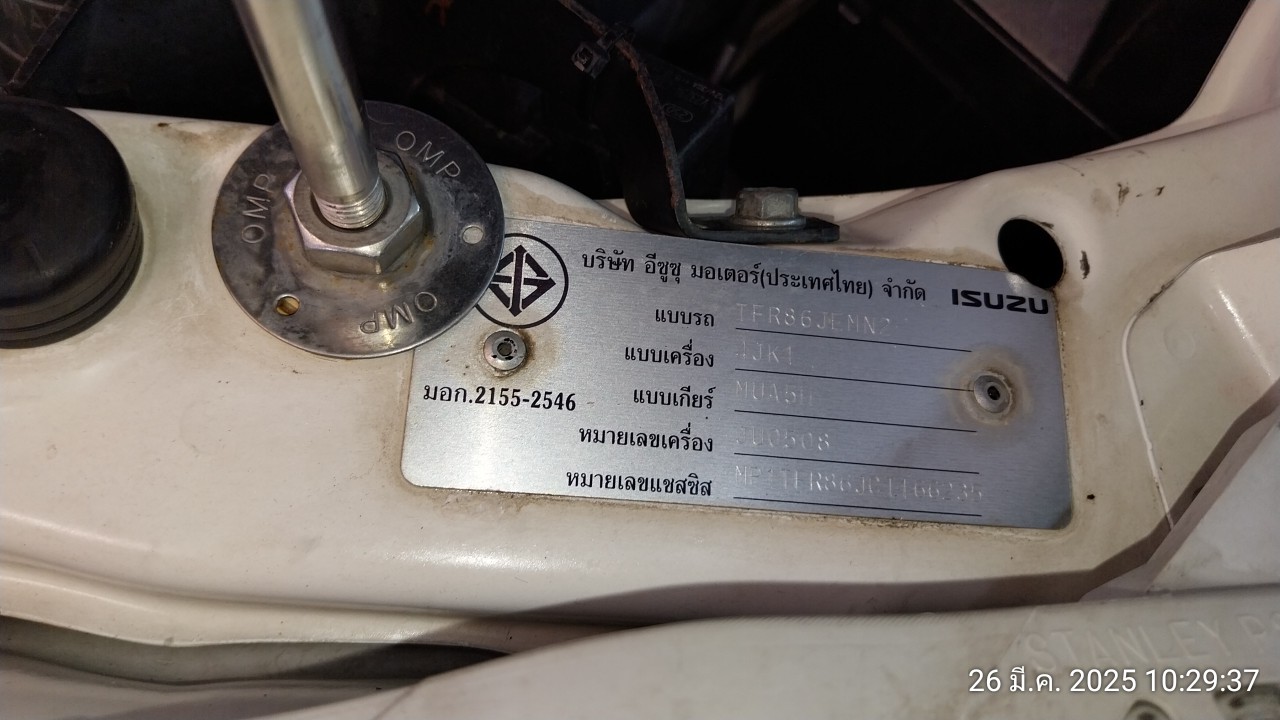 OMP
OMP
OMP
บริษัท อีซูซุ มอเตอร์(ประเทศไทย) จำกัด
ISUZU
แบบรถ
แบบเครื่อง 4JK1
แบบเกียร์
มอก.2155-2546
หมายเลขเครื่อง
หมายเลขแชสซิส
STANLEY
26 มี.ค. 2025 10:29:37